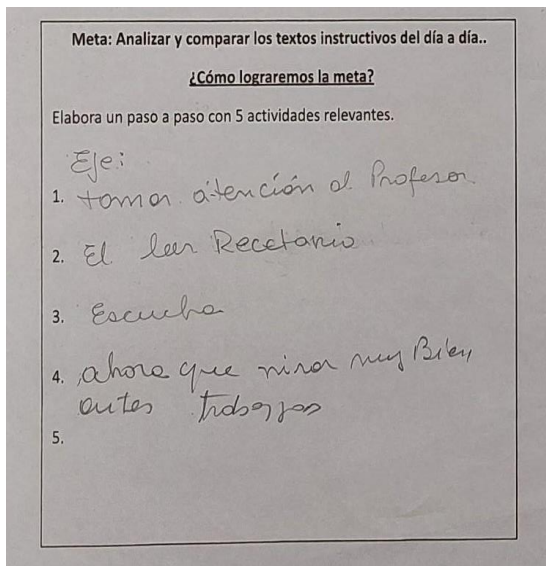 Meta: Analizar y comparar los textos instructivos del día a día..
¿Cómo lograremos la meta?
Elabora un paso a paso con 5 actividades relevantes.
Eje:
1. tomar atención al Profesor
2. El leer Recetario
3. Escucha
4. ahora que mirar muy Bien
antes trabajos
5.